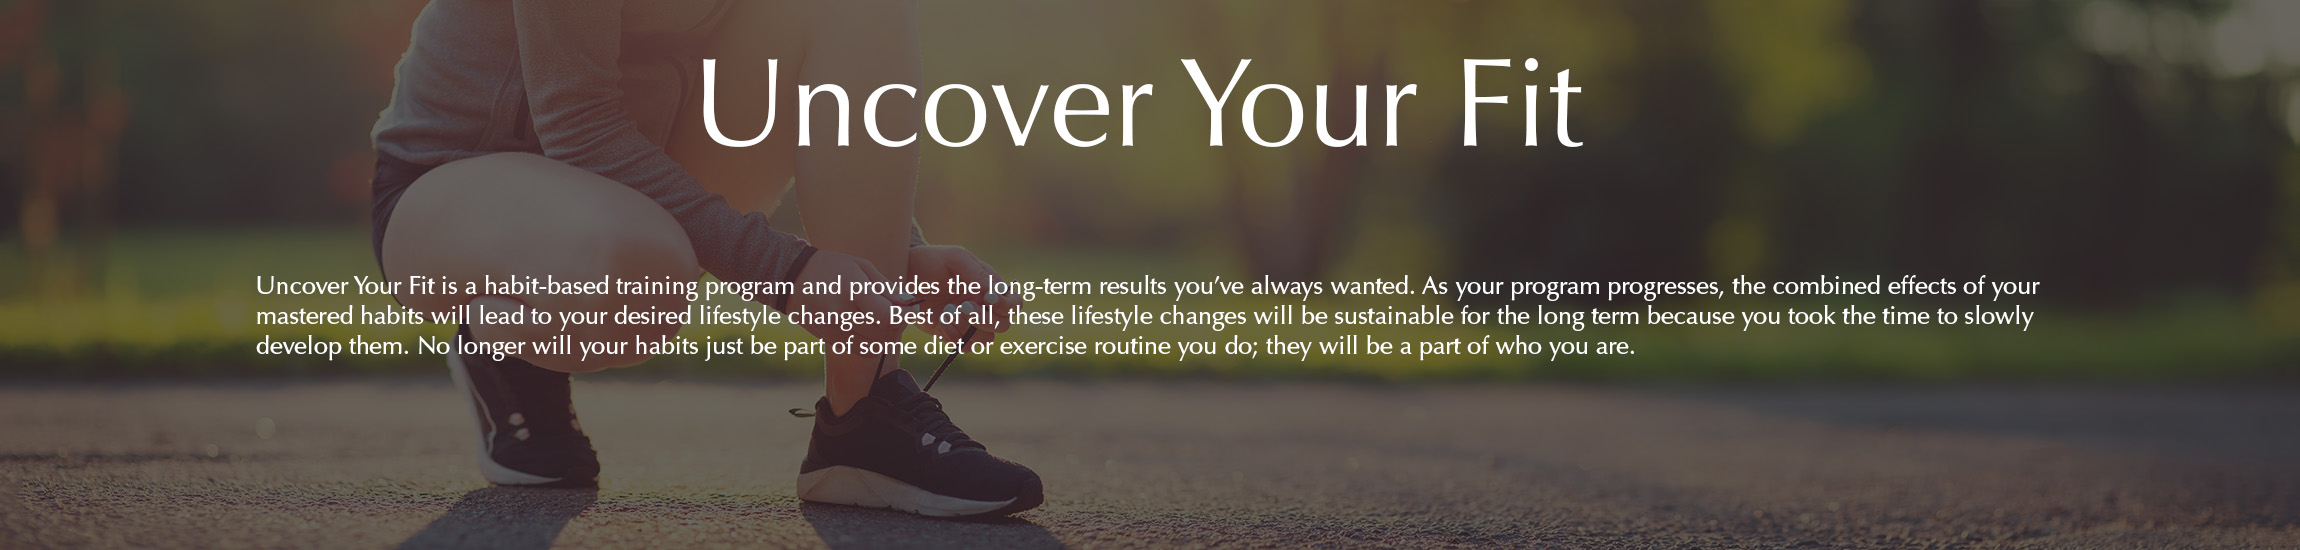 Uncover Your Fit
Uncover Your Fit is a habit-based training program and provides the long-term results you’ve always wanted. As your program progresses, the combined effects of your
mastered habits will lead to your desired lifestyle changes. Best of all, these lifestyle changes will be sustainable for the long term because you took the time to slowly
develop them. No longer will your habits just be part of some diet or exercise routine you do; they will be a part of who you are.